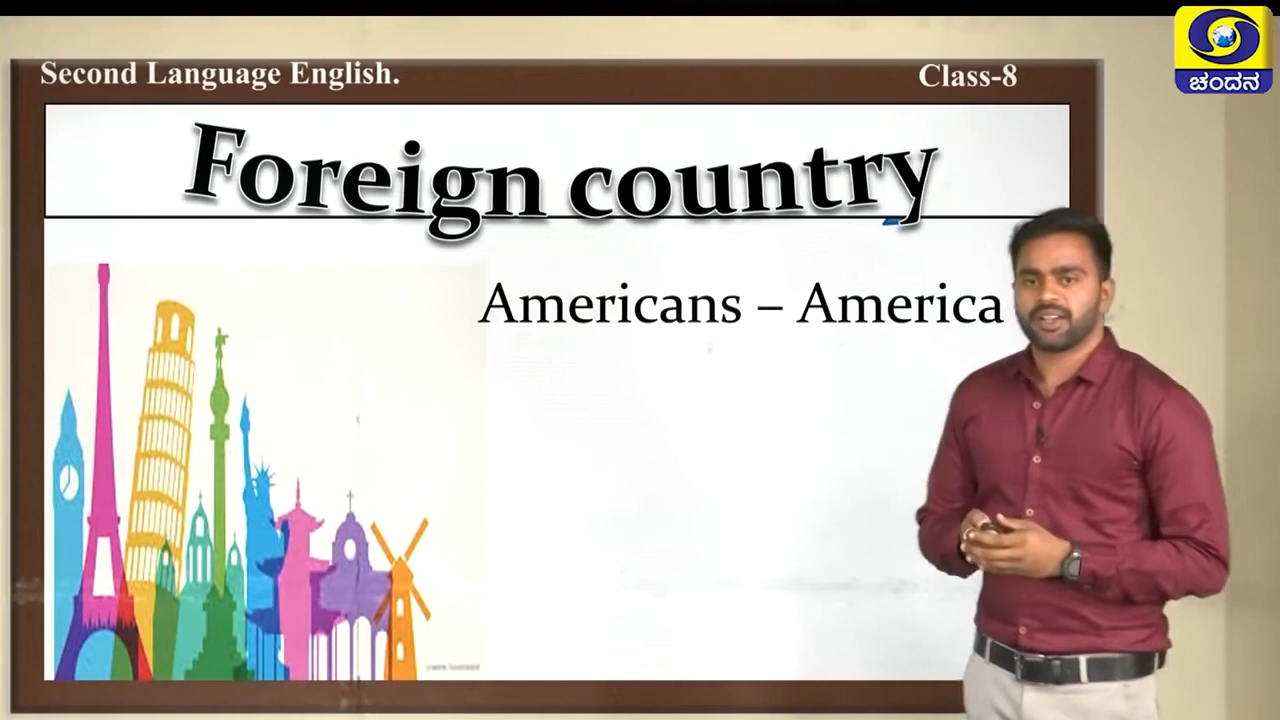 Second Language English.
Class-8
ಚಂದನ
Foreign country
Americans – America